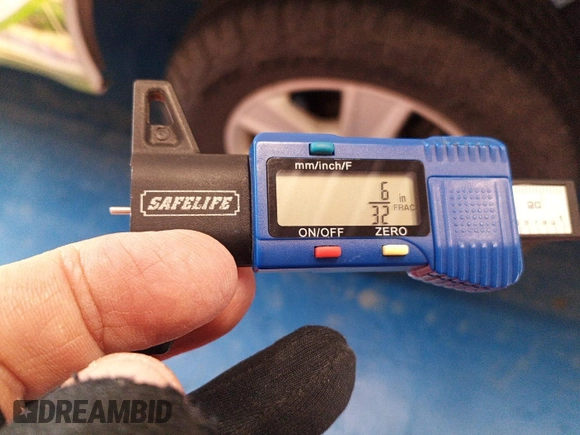 mm/inch/F
SAFELIFE
6
in
32
FRAC
ON/OFF
ZERO
DREAMBID